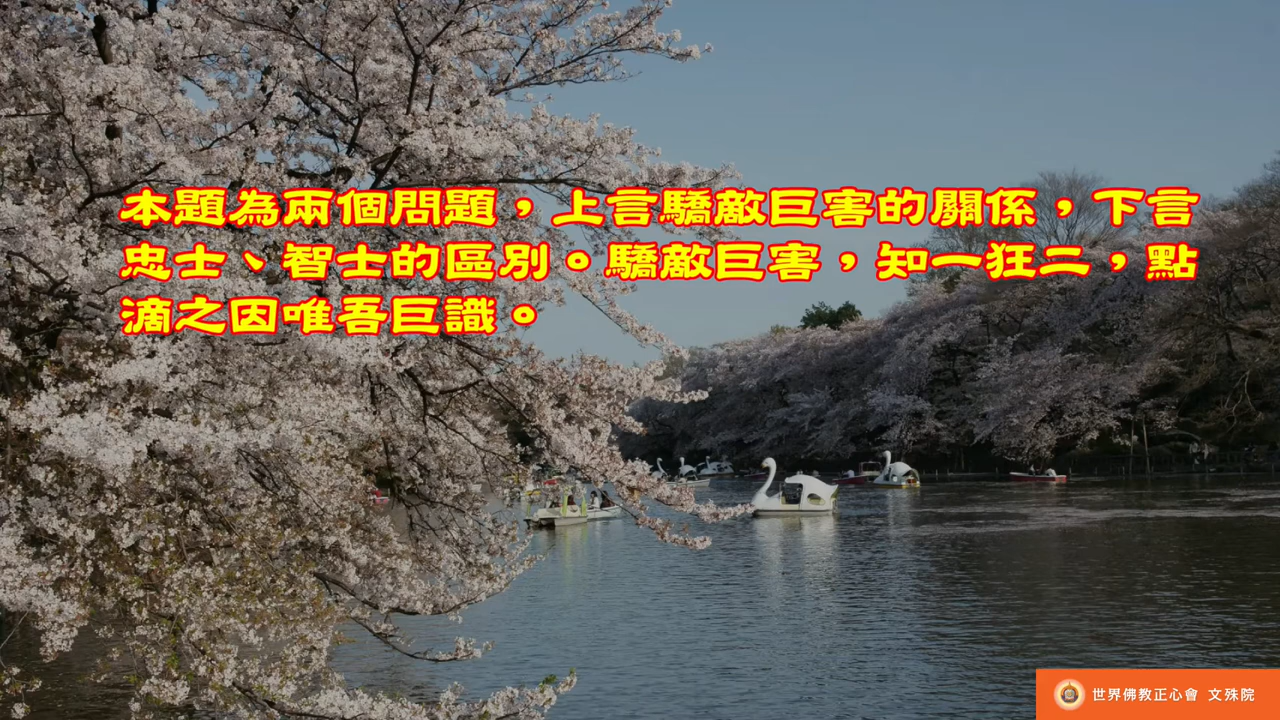 本題為兩個問題，上言驕敵巨害的關係，下言
忠士、智士的區別。驕敵巨害，知一狂二，點
滴之因唯吾巨識。
世界佛教正心會 文殊院